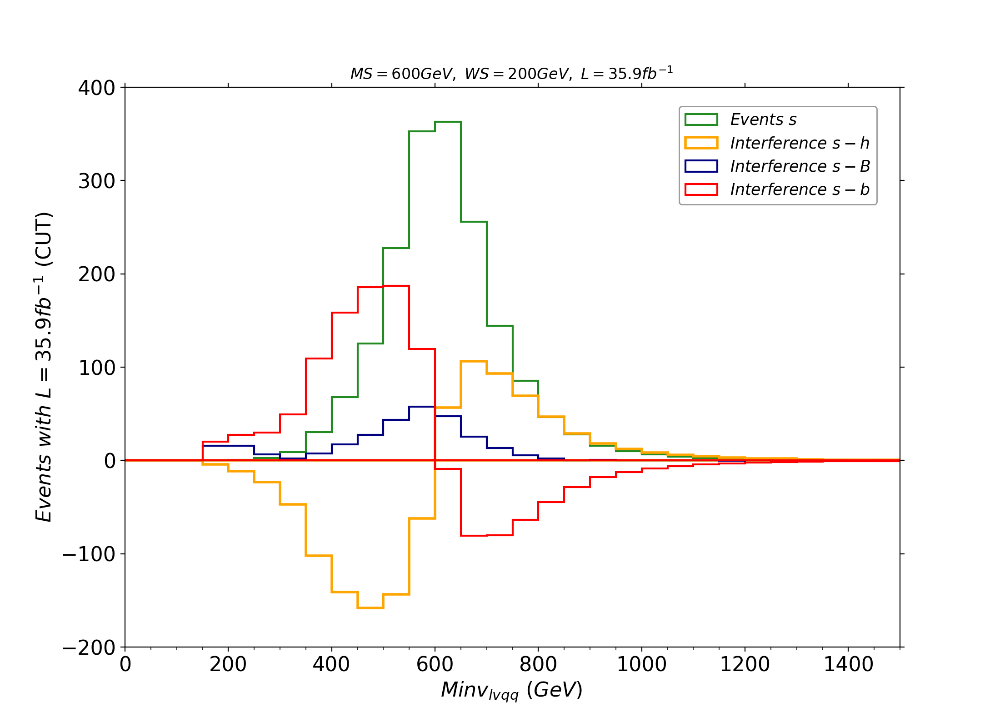 MS = 600GeV, WS = 200GeV, L = 35.9fb⁻¹
400
300
200
100
0
−100
−200
Events with L = 35.9fb⁻¹ (CUT)
Events s
Interference s − h
Interference s − B
Interference s − b
0 200 400 600 800 1000 1200 1400
Minv_lvqq (GeV)